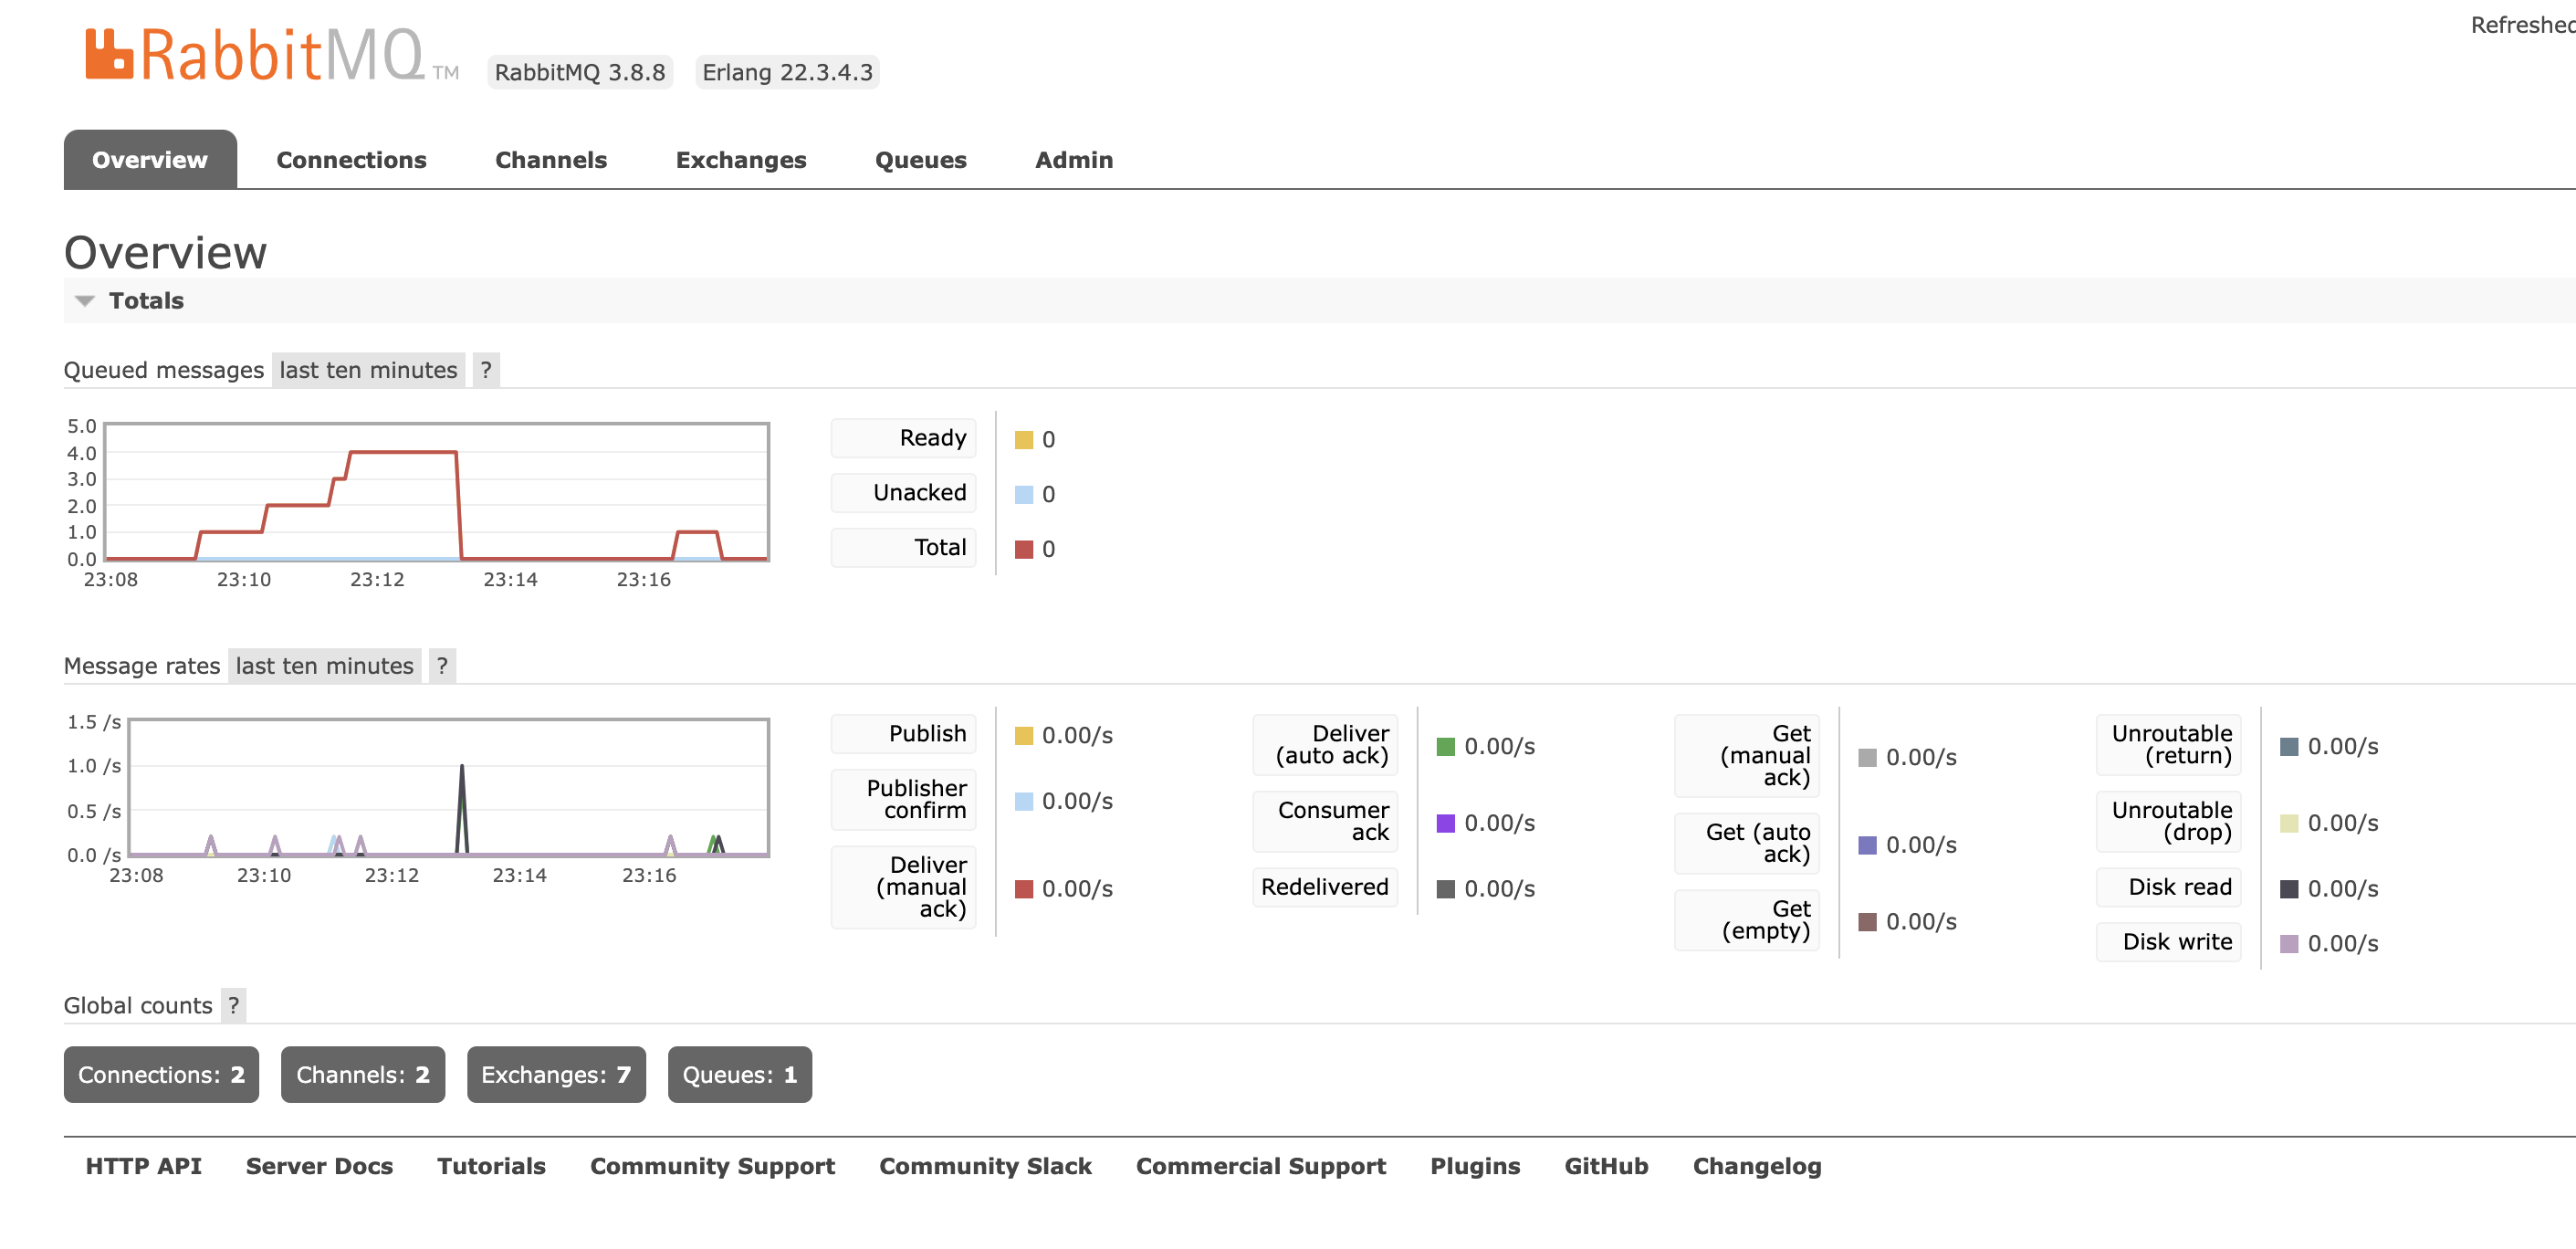 Refreshed
RabbitMQ TM RabbitMQ 3.8.8 Erlang 22.3.4.3
Overview Connections Channels Exchanges Queues Admin
Overview
Totals
Queued messages last ten minutes ?
5.0
4.0
3.0
2.0
1.0
0.0
23:08 23:10 23:12 23:14 23:16
Ready 0
Unacked 0
Total 0
Message rates last ten minutes ?
1.5 /s
1.0 /s
0.5 /s
0.0 /s
23:08 23:10 23:12 23:14 23:16
Publish 0.00/s
Publisher
confirm 0.00/s
Deliver
(manual
ack) 0.00/s
Deliver
(auto ack) 0.00/s
Consumer
ack 0.00/s
Redelivered 0.00/s
Get
(manual
ack) 0.00/s
Get (auto
ack) 0.00/s
Get
(empty) 0.00/s
Unroutable
(return) 0.00/s
Unroutable
(drop) 0.00/s
Disk read 0.00/s
Disk write 0.00/s
Global counts ?
Connections: 2 Channels: 2 Exchanges: 7 Queues: 1
HTTP API Server Docs Tutorials Community Support Community Slack Commercial Support Plugins GitHub Changelog